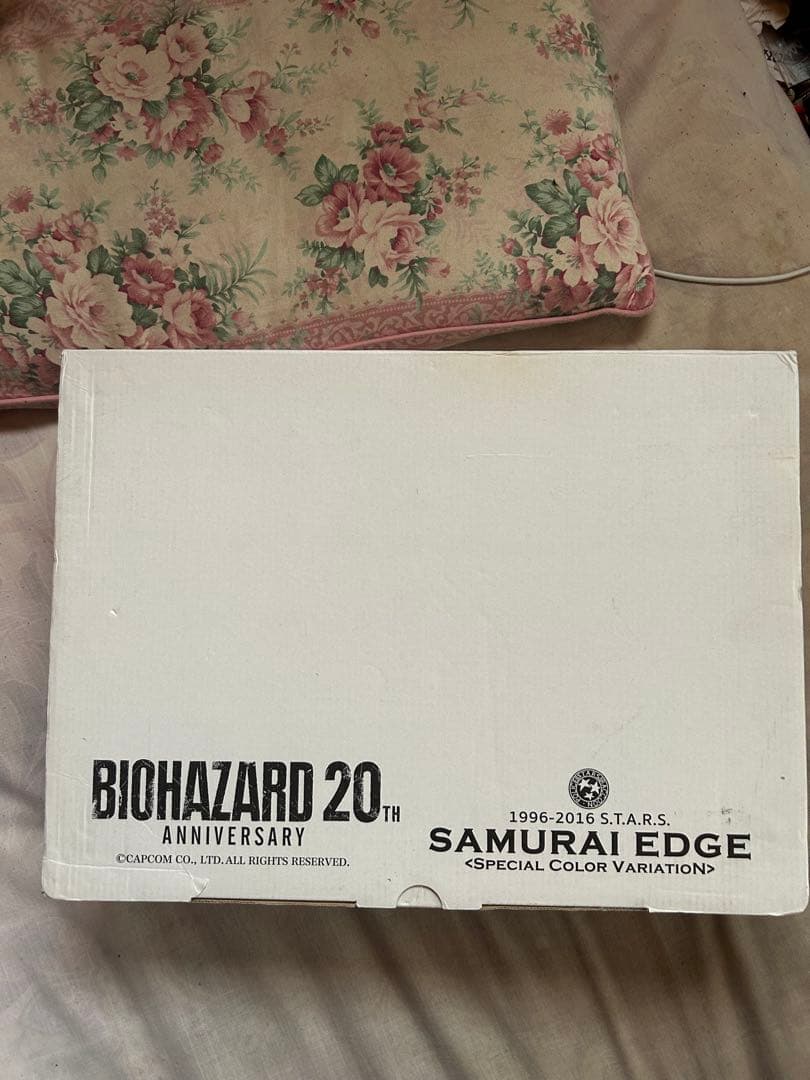 BIOHAZARD 20TH
ANNIVERSARY
©CAPCOM CO., LTD. ALL RIGHTS RESERVED.
1996-2016 S.T.A.R.S.
SAMURAI EDGE
<SPECIAL COLOR VARIATION>